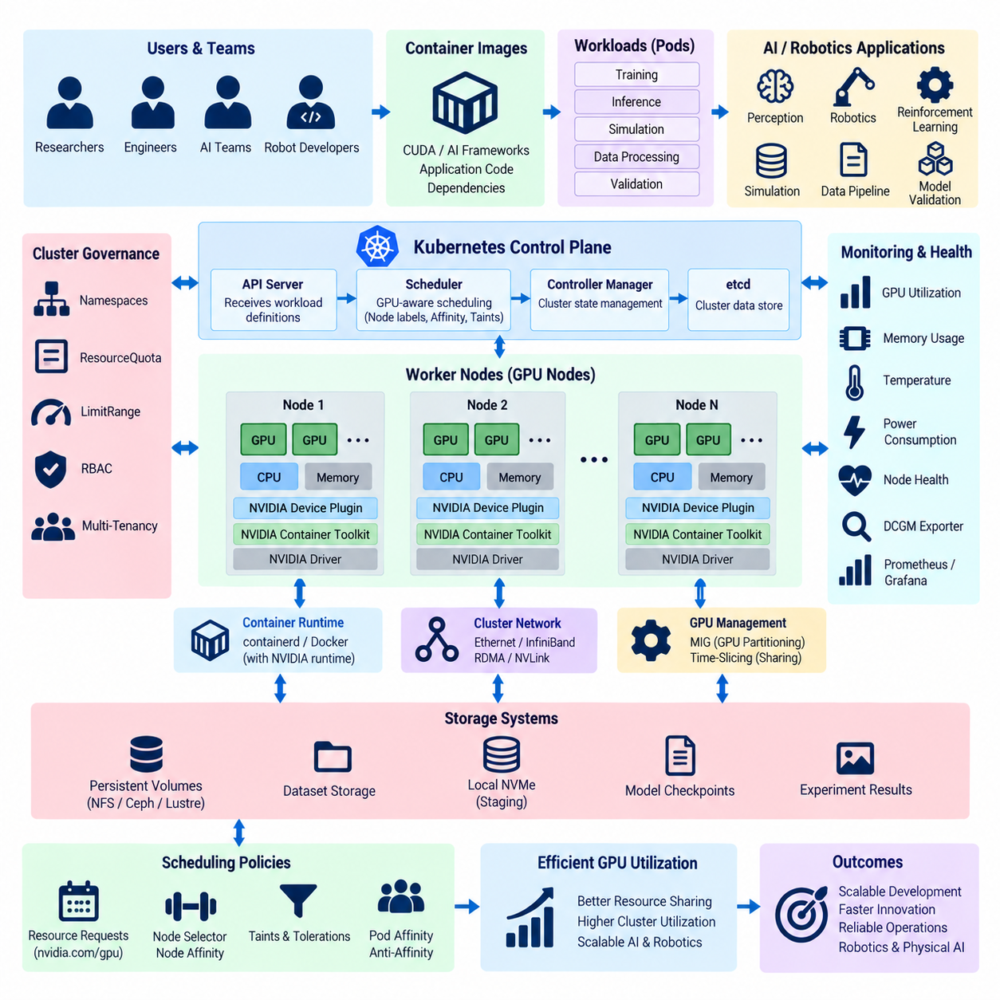 Users & Teams
Researchers
Engineers
AI Teams
Robot Developers
</>
Container Images
CUDA / AI Frameworks
Application Code
Dependencies
Workloads (Pods)
Training
Inference
Simulation
Data Processing
Validation
AI / Robotics Applications
Perception
Robotics
Reinforcement
Learning
Simulation
Data Pipeline
Model
Validation
Cluster Governance
Namespaces
ResourceQuota
LimitRange
RBAC
Multi-Tenancy
Kubernetes Control Plane
API Server
Receives workload
definitions
Scheduler
GPU-aware scheduling
(Node labels, Affinity, Taints)
Controller Manager
Cluster state management
etcd
Cluster data store
Monitoring & Health
GPU Utilization
Memory Usage
Temperature
Power
Consumption
Node Health
DCGM Exporter
Prometheus /
Grafana
Worker Nodes (GPU Nodes)
Node 1
GPU
GPU
•••
CPU
Memory
NVIDIA Device Plugin
NVIDIA Container Toolkit
NVIDIA Driver
Node 2
GPU
GPU
•••
CPU
Memory
NVIDIA Device Plugin
NVIDIA Container Toolkit
NVIDIA Driver
•••
Node N
GPU
GPU
•••
CPU
Memory
NVIDIA Device Plugin
NVIDIA Container Toolkit
NVIDIA Driver
Container Runtime
containerd / Docker
(with NVIDIA runtime)
Cluster Network
Ethernet / InfiniBand
RDMA / NVLink
GPU Management
MIG (GPU Partitioning)
Time-Slicing (Sharing)
Storage Systems
Persistent Volumes
(NFS / Ceph / Lustre)
Dataset Storage
Local NVMe
(Staging)
Model Checkpoints
Experiment Results
Scheduling Policies
Resource Requests
(nvidia.com/gpu)
Node Selector
Node Affinity
Taints & Tolerations
Pod Affinity
Anti-Affinity
Efficient GPU Utilization
Better Resource Sharing
Higher Cluster Utilization
Scalable AI & Robotics
Outcomes
Scalable Development
Faster Innovation
Reliable Operations
Robotics & Physical AI